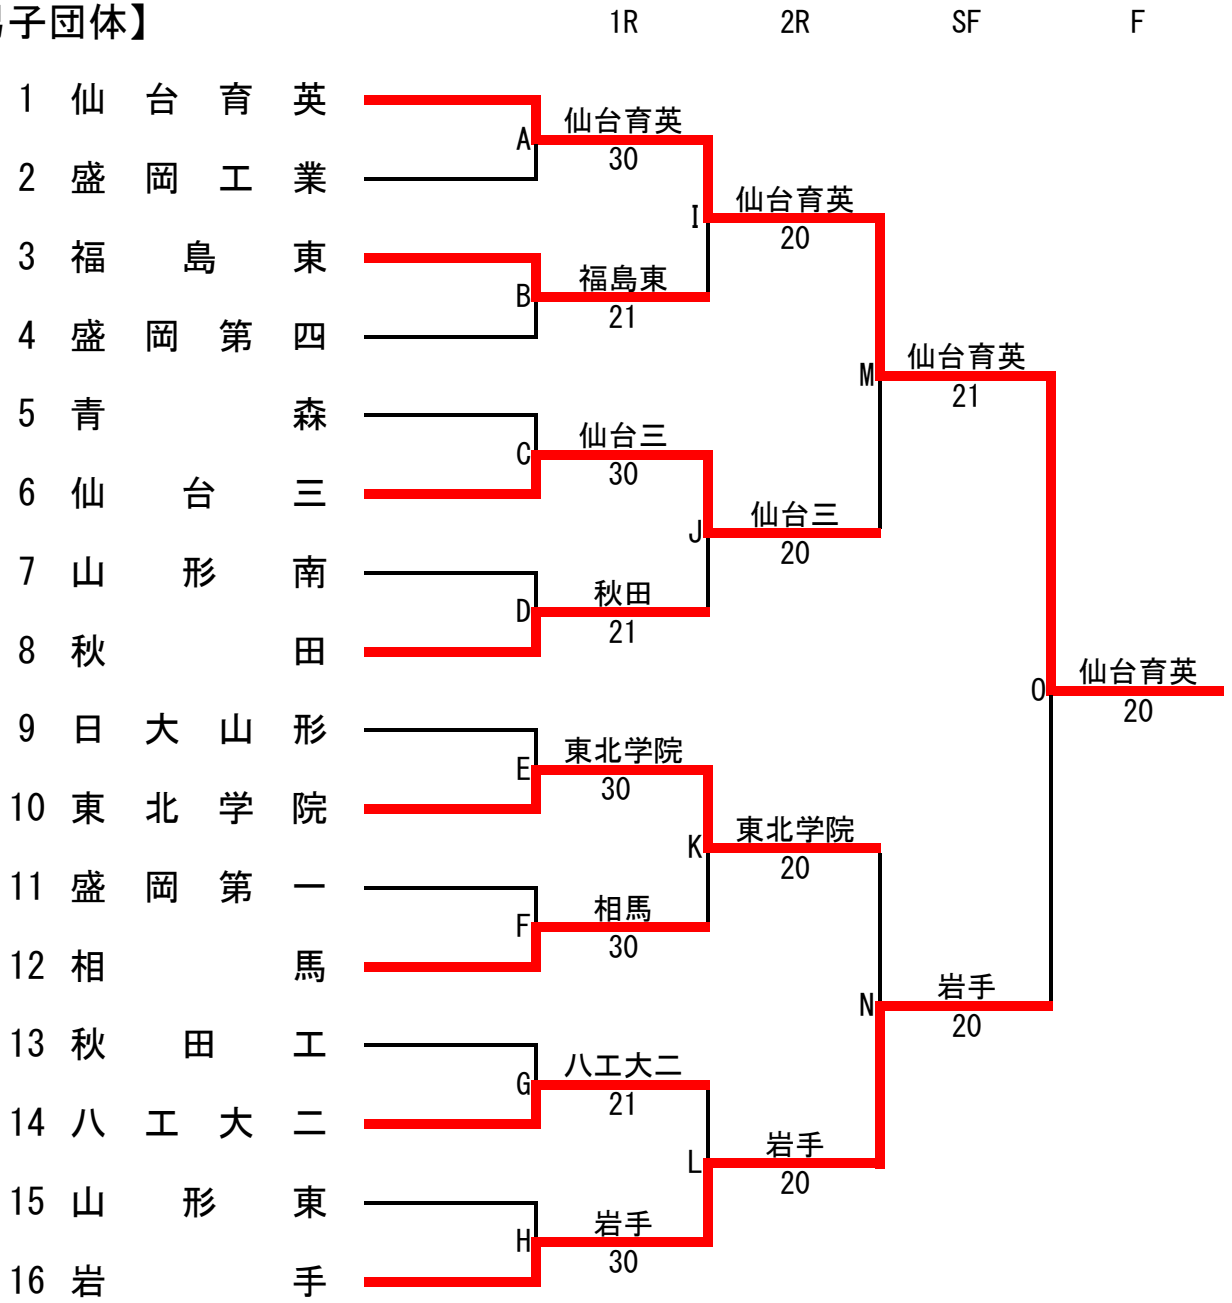 男子団体】
1R 2R SF F
1 仙台育英
2 盛岡工業
3 福島東
4 盛岡第四
5 青森
6 仙台三
7 山形南
8 秋田
9 日大山形
10 東北学院
11 盛岡第一
12 相馬
13 秋田工
14 八工大二
15 山形東
16 岩手
A
仙台育英
30
B
福島東
21
C
仙台三
30
D
秋田
21
E
東北学院
30
F
相馬
30
G
八工大二
21
H
岩手
30
I
仙台育英
20
J
仙台三
20
K
東北学院
20
L
岩手
20
M
仙台育英
21
N
岩手
20
O
仙台育英
20